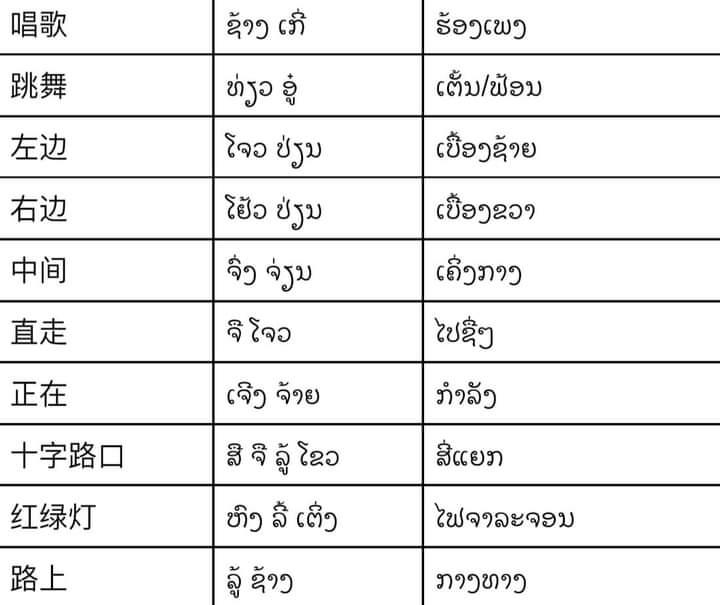 唱歌 ຊ້າງ ເກີ່ ຮ້ອງເພງ
跳舞 ທ່ຽວ ອູ໋ ເຕັ້ນ/ຟ້ອນ
左边 ໂຈວ ປ່ຽນ ເບື້ອງຊ້າຍ
右边 ໂຢ້ວ ປ່ຽນ ເບື້ອງຂວາ
中间 ຈົ່ງ ຈ່ຽນ ເຄິ່ງກາງ
直走 ຈື ໂຈວ ໄປຊື່ໆ
正在 ເຈີງ ຈ້າຍ ກຳລັງ
十字路口 ສື ຈື ລູ້ ໂຂວ ສີ່ແຍກ
红绿灯 ຫົງ ລີ້ ເຕິ່ງ ໄຟຈາລະຈອນ
路上 ລູ້ ຊ້າງ ກາງທາງ